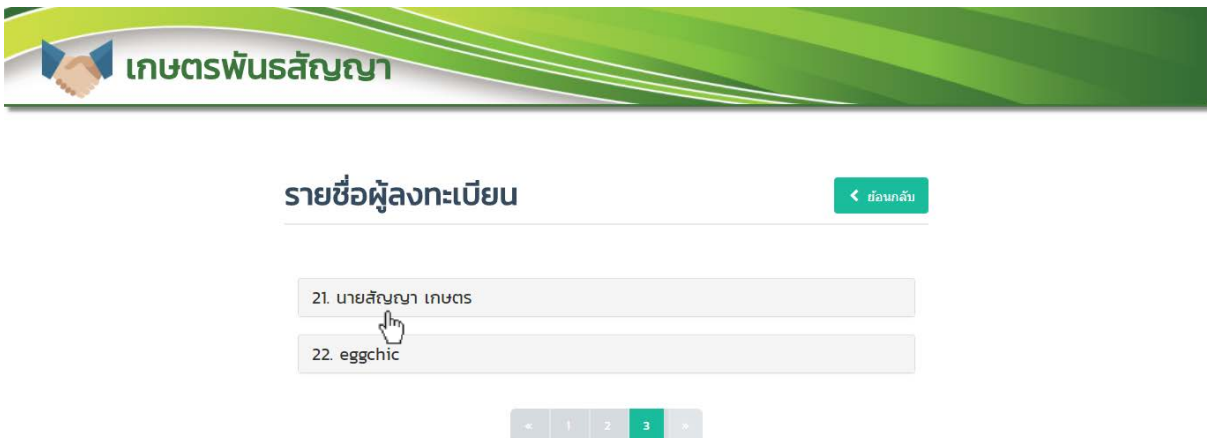 เกษตรพันธสัญญา
รายชื่อผู้ลงทะเบียน
ย้อนกลับ
21. นายสัญญา เกษตร
22. eggchic
« 1 2 3 »